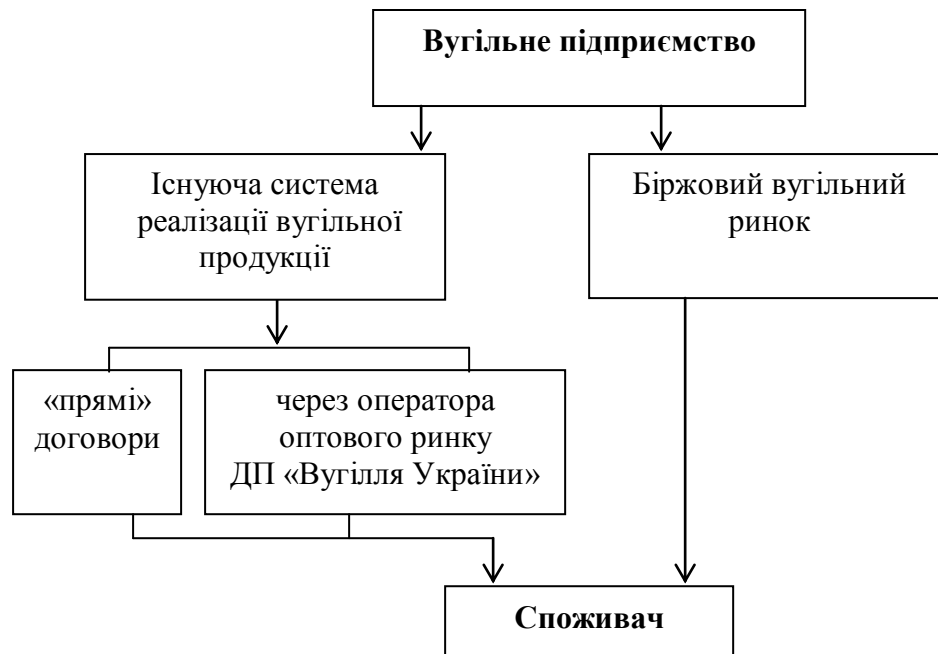 Вугільне підприємство
Існуюча система
реалізації вугільної
продукції
Біржовий вугільний
ринок
«прямі»
договори
через оператора
оптового ринку
ДП «Вугілля України»
Споживач